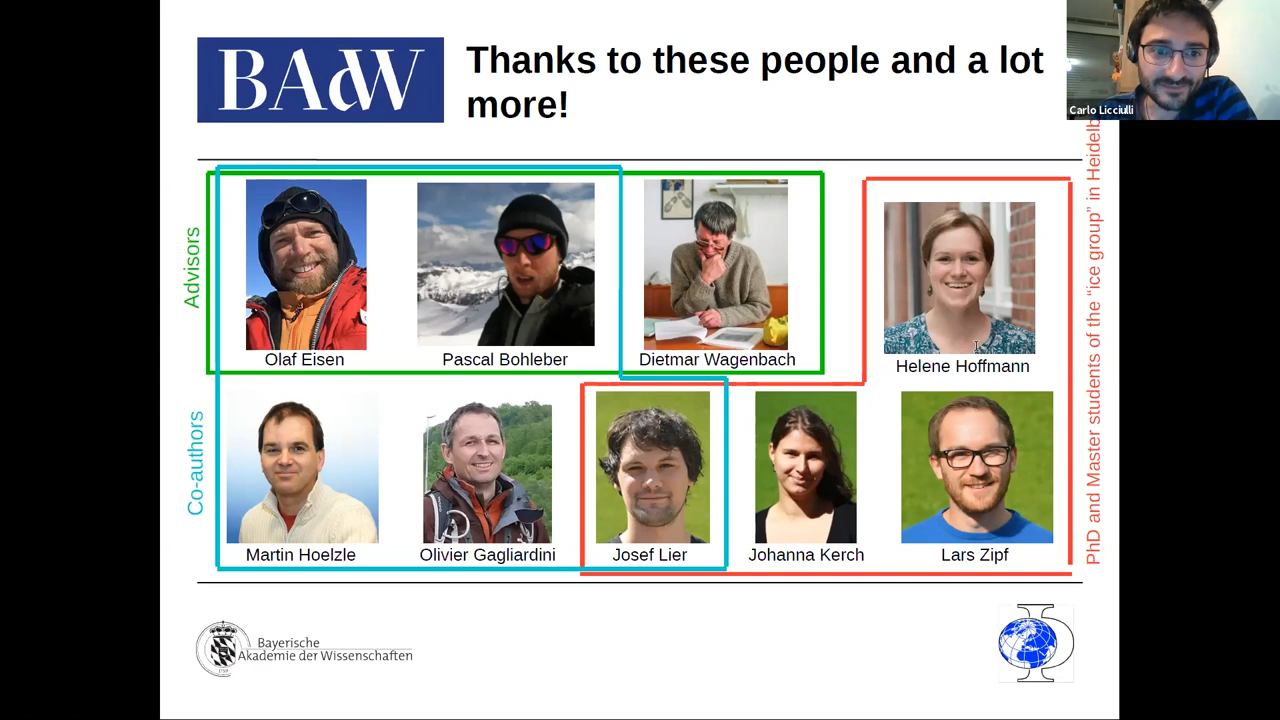 BAdW
Thanks to these people and a lot
more!
Carlo Licciulli
Advisors
Olaf Eisen
Pascal Bohleber
Dietmar Wagenbach
Helene Hoffmann
Co-authors
Martin Hoelzle
Olivier Gagliardini
Josef Lier
Johanna Kerch
Lars Zipf
PhD and Master students of the "ice group" in Heidelb
Bayerische
Akademie der Wissenschaften